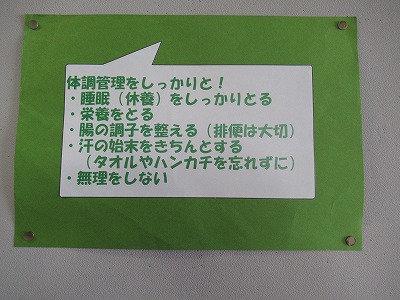 体調管理をしっかりと！
・睡眠（休養）をしっかりとる
・栄養をとる
・腸の調子を整える（排便は大切）
・汗の始末をきちんとする
（タオルやハンカチを忘れずに）
・無理をしない